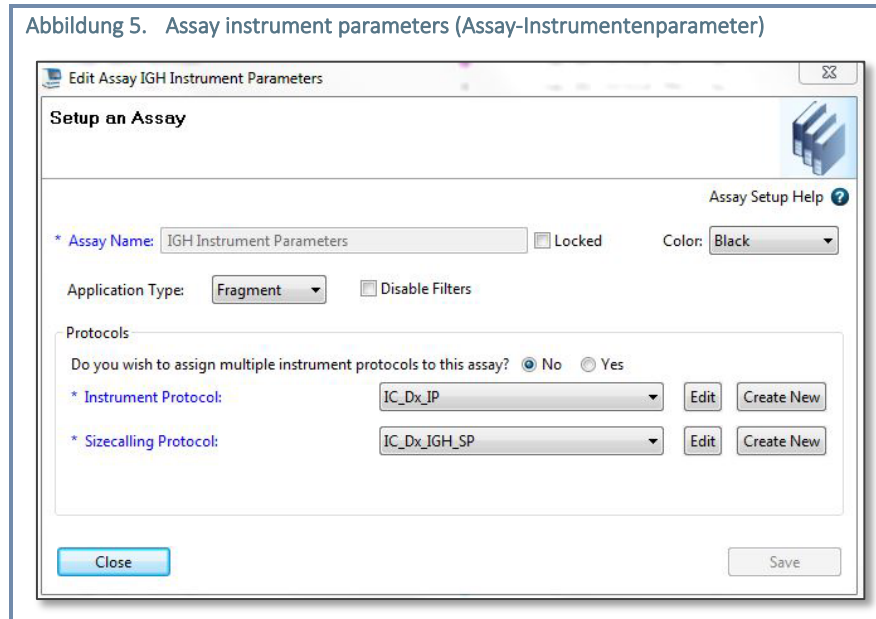 Abbildung 5. Assay instrument parameters (Assay-Instrumentenparameter)
Edit Assay IGH Instrument Parameters
Setup an Assay
Assay Setup Help ?
* Assay Name: IGH Instrument Parameters Locked Color: Black
Application Type: Fragment Disable Filters
Protocols
Do you wish to assign multiple instrument protocols to this assay? No Yes
* Instrument Protocol: IC_Dx_IP Edit Create New
* Sizecalling Protocol: IC_Dx_IGH_SP Edit Create New
Close Save